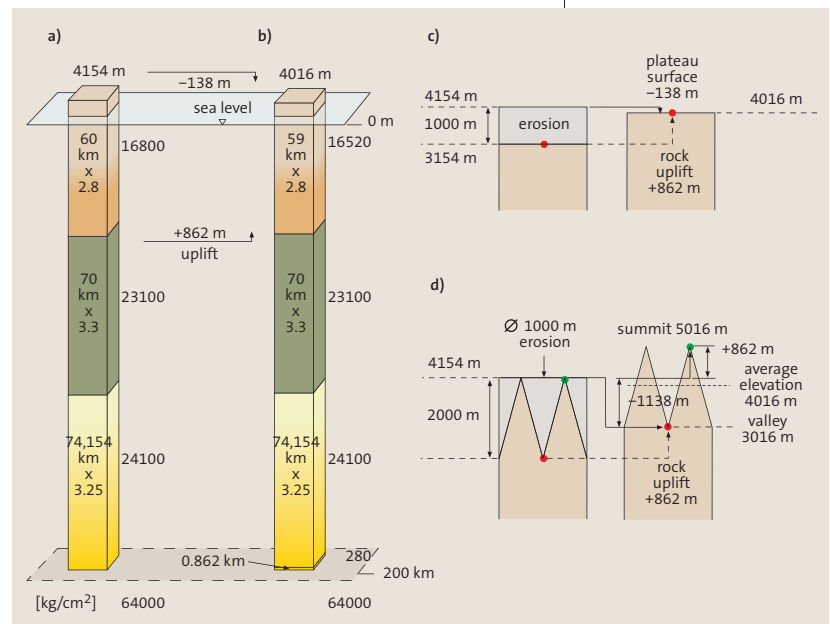 a)
4154 m
−138 m
b)
4016 m
sea level
0 m
60
km
x
2.8
16800
59
km
x
2.8
16520
+862 m
uplift
70
km
x
3.3
23100
70
km
x
3.3
23100
74,154
km
x
3.25
24100
74,154
km
x
3.25
24100
0.862 km
280
200 km
[kg/cm²]
64000
64000
c)
plateau
surface
−138 m
4154 m
4016 m
1000 m
erosion
3154 m
rock
uplift
+862 m
d)
Ø 1000 m
erosion
summit 5016 m
4154 m
+862 m
average
elevation
4016 m
2000 m
−1138 m
valley
3016 m
rock
uplift
+862 m